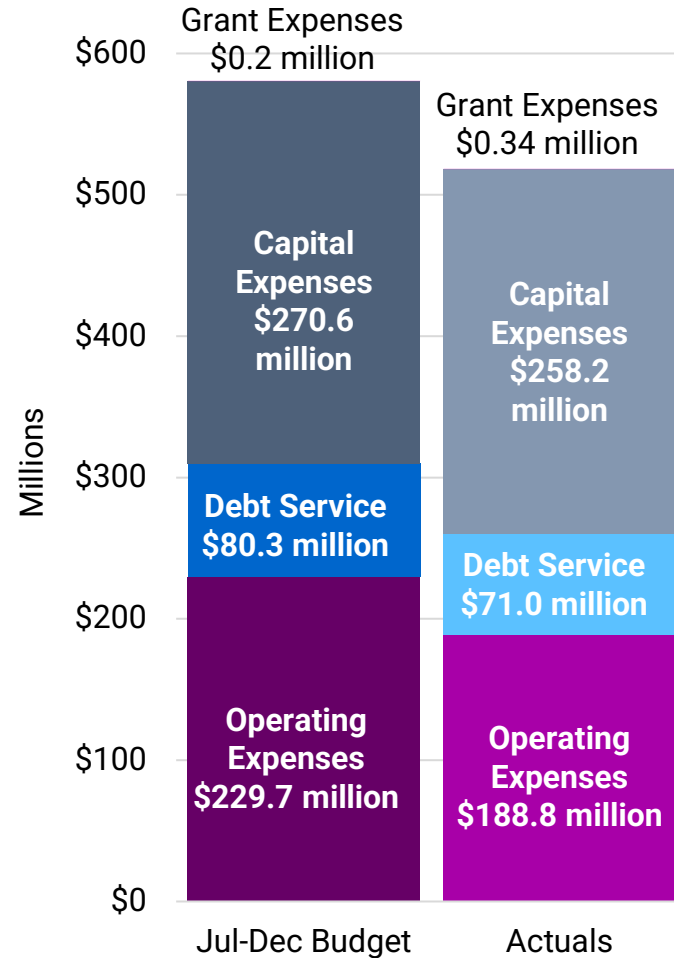 Grant Expenses
$0.2 million
Grant Expenses
$0.34 million
Millions
$600
$500
$400
$300
$200
$100
$0
Capital
Expenses
$270.6
million
Debt Service
$80.3 million
Operating
Expenses
$229.7 million
Capital
Expenses
$258.2
million
Debt Service
$71.0 million
Operating
Expenses
$188.8 million
Jul-Dec Budget
Actuals